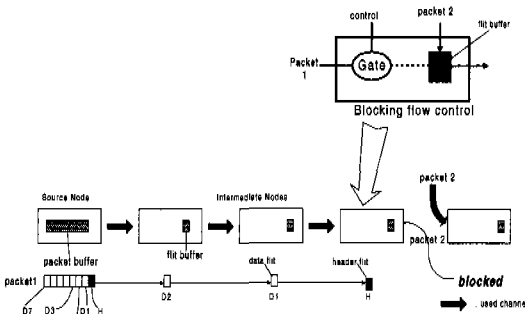 control
packet 2
flit buffer
Packet
1
Gate
Blocking flow control
packet 2
Source Node
Intermediate Nodes
packet 2
packet buffer
flit buffer
data flit
header flit
blocked
packet1
D7
D3
D1
H
D2
D1
H
used channe